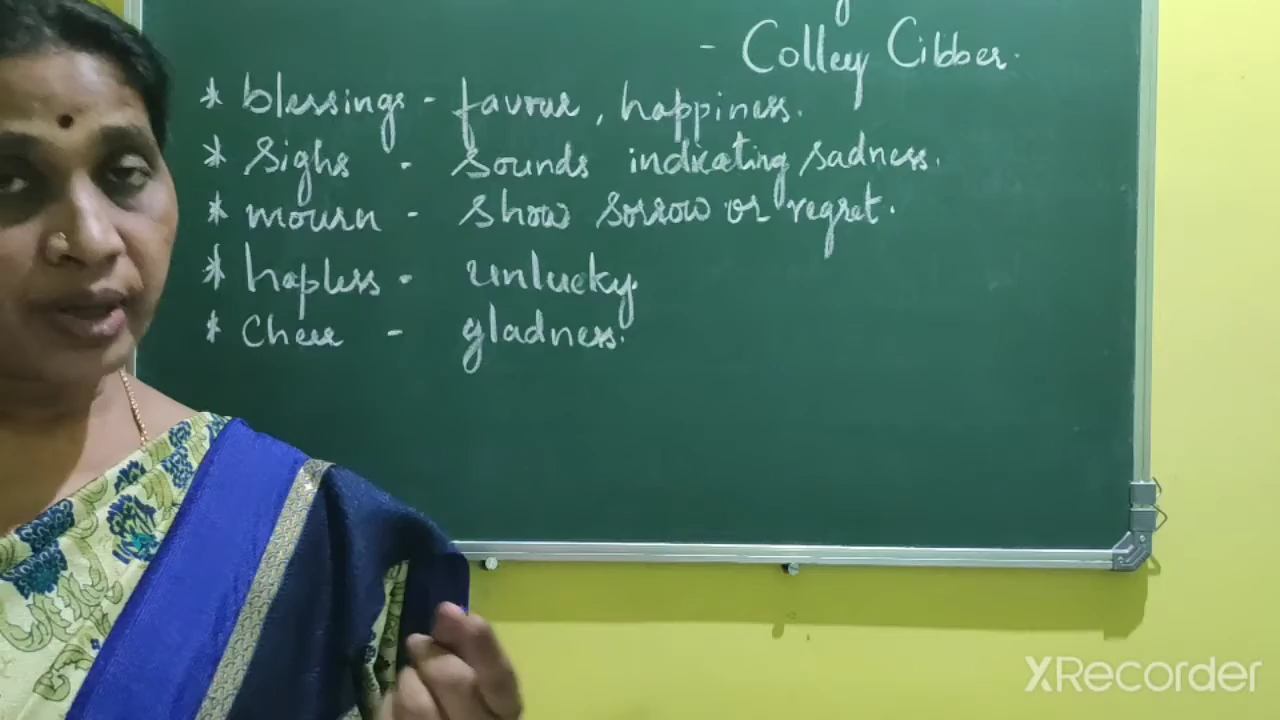 - Colley Cibber.
* blessings - favour, happiness.
* Sighs - Sounds indicating sadness.
* mourn - show sorrow or regret.
* hapless - unlucky.
* Cheer - gladness.
XRecorder